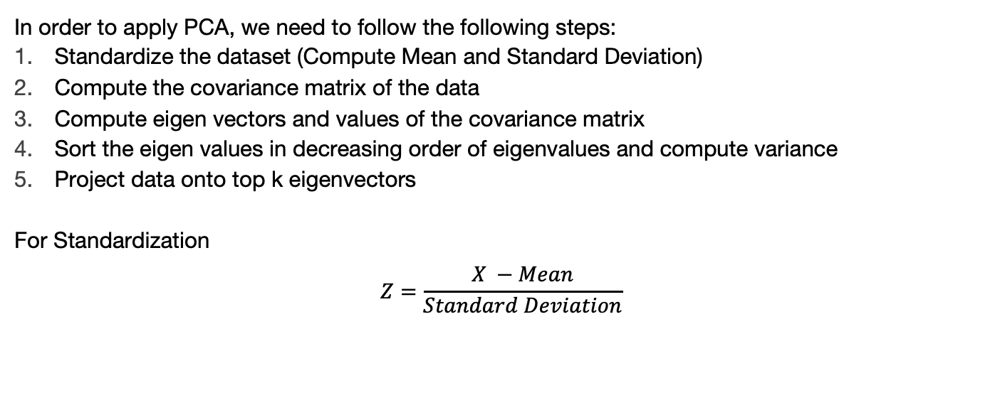 In order to apply PCA, we need to follow the following steps:
1. Standardize the dataset (Compute Mean and Standard Deviation)
2. Compute the covariance matrix of the data
3. Compute eigen vectors and values of the covariance matrix
4. Sort the eigen values in decreasing order of eigenvalues and compute variance
5. Project data onto top k eigenvectors
For Standardization
X − Mean
Z =
Standard Deviation